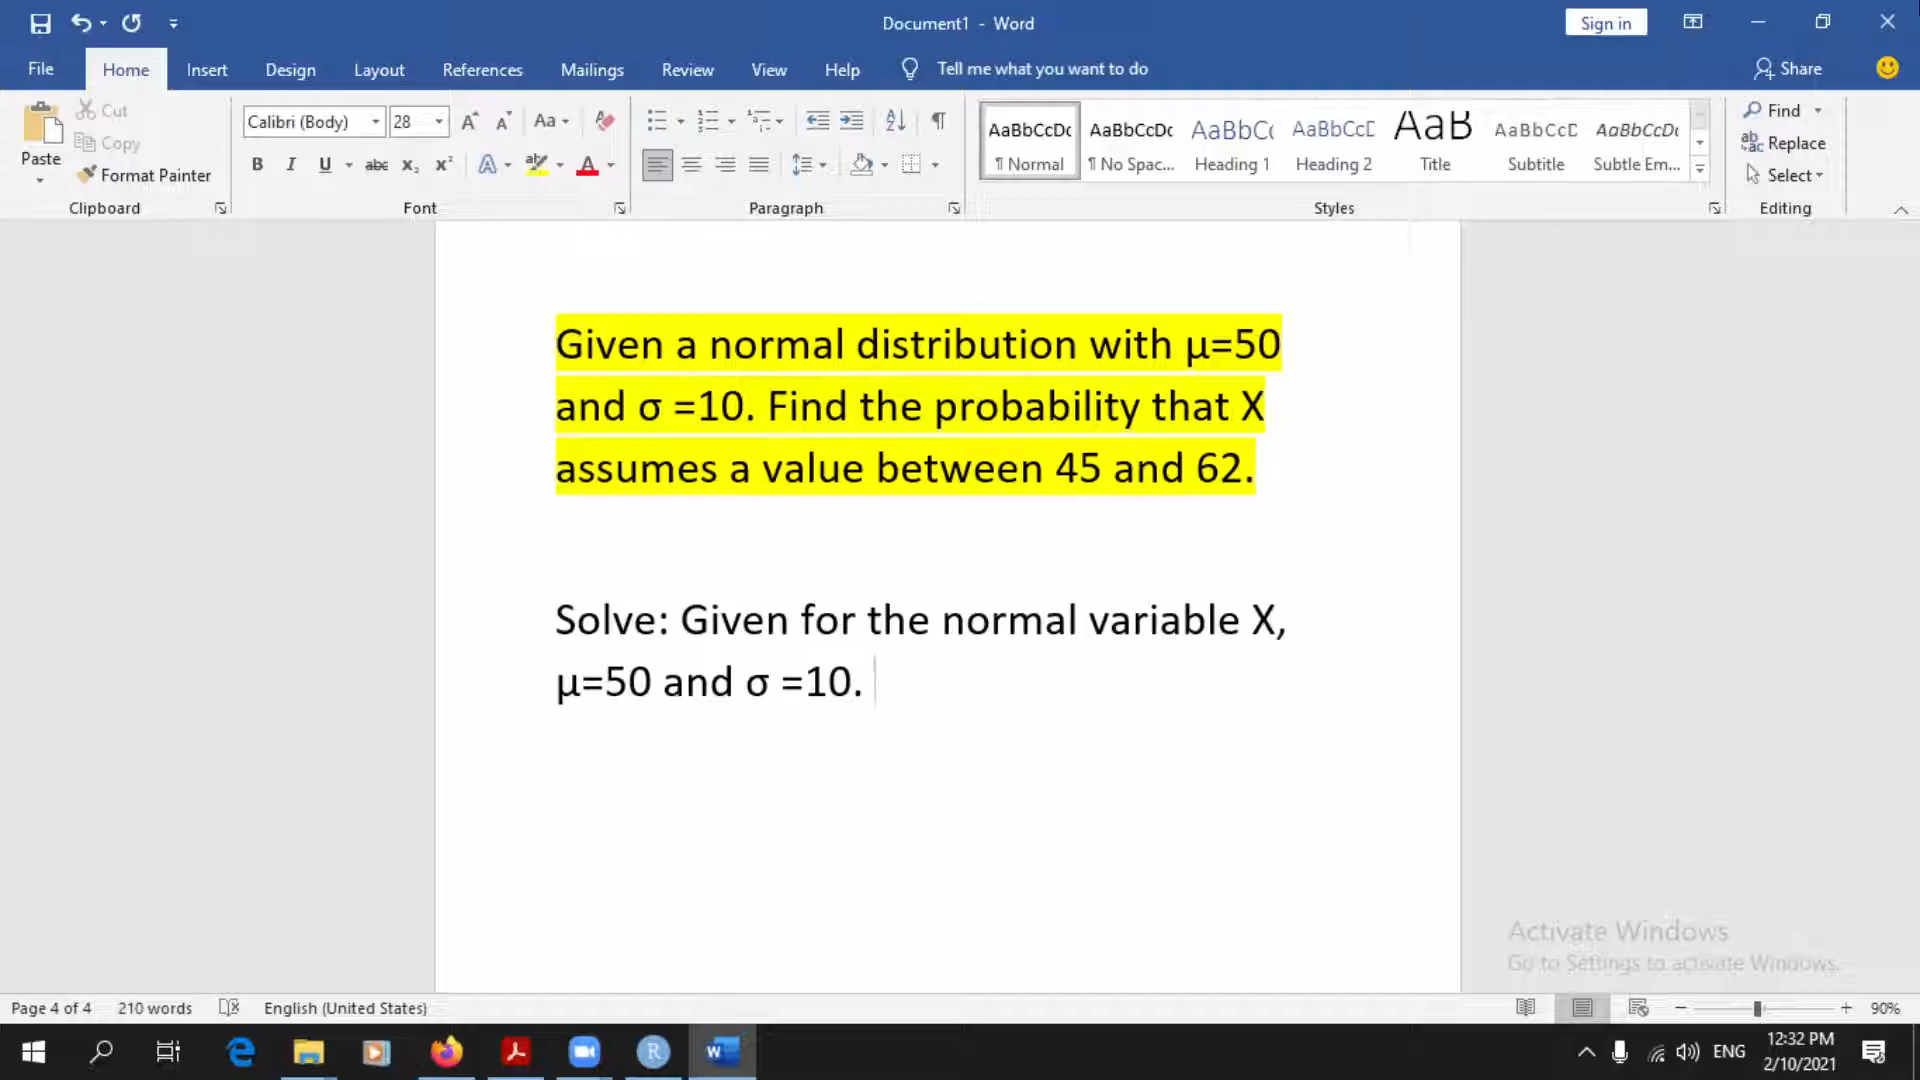 Document1 - Word
Sign in
File Home Insert Design Layout References Mailings Review View Help Tell me what you want to do Share
Paste
Cut
Copy
Format Painter
Clipboard
Calibri (Body) 28
Aa
B I U abc X₂ X² A A
Font
Paragraph
AaBbCcDc AaBbCcDc AaBbCc AaBbCcD AaB AaBbCcD AaBbCcDc
¶ Normal ¶ No Spac... Heading 1 Heading 2 Title Subtitle Subtle Em...
Styles
Find
Replace
Select
Editing
Given a normal distribution with μ=50
and σ =10. Find the probability that X
assumes a value between 45 and 62.
Solve: Given for the normal variable X,
μ=50 and σ =10.
Activate Windows
Go to Settings to activate Windows.
Page 4 of 4 210 words English (United States) 90%
ENG
12:32 PM
2/10/2021